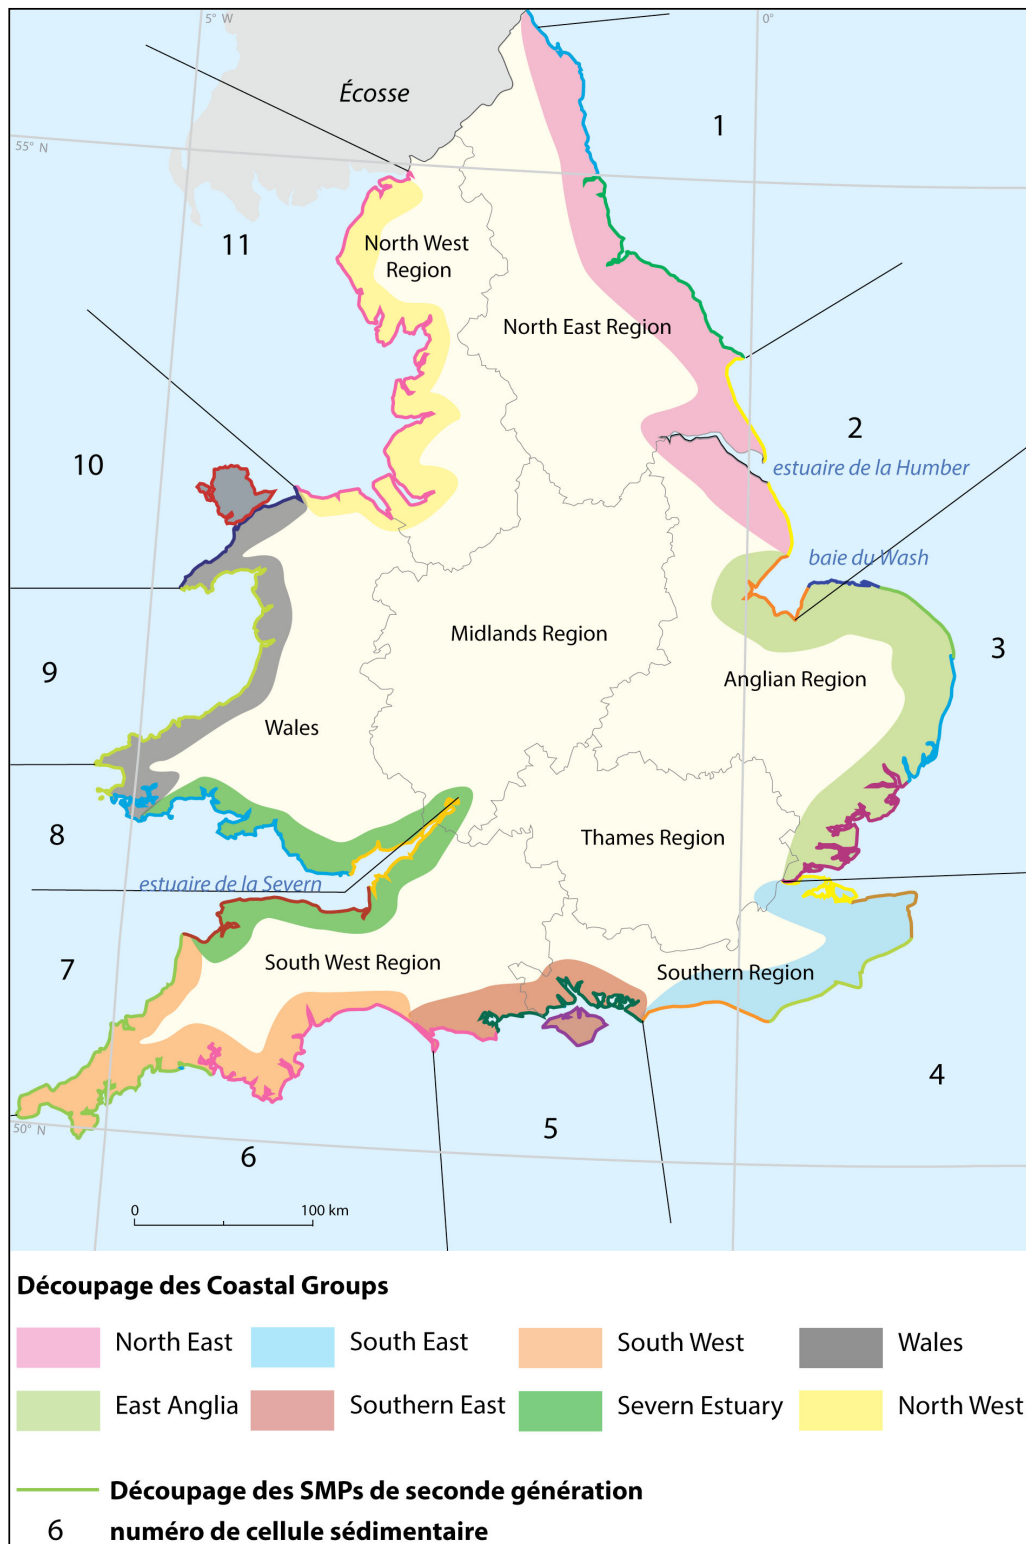 5° W
0°
Écosse
1
55° N
11
North West
Region
North East Region
2
10
estuaire de la Humber
baie du Wash
Midlands Region
3
9
Anglian Region
Wales
8
Thames Region
estuaire de la Severn
7
South West Region
Southern Region
4
5
50° N
6
0
100 km
Découpage des Coastal Groups
North East
South East
South West
Wales
East Anglia
Southern East
Severn Estuary
North West
Découpage des SMPs de seconde génération
6 numéro de cellule sédimentaire